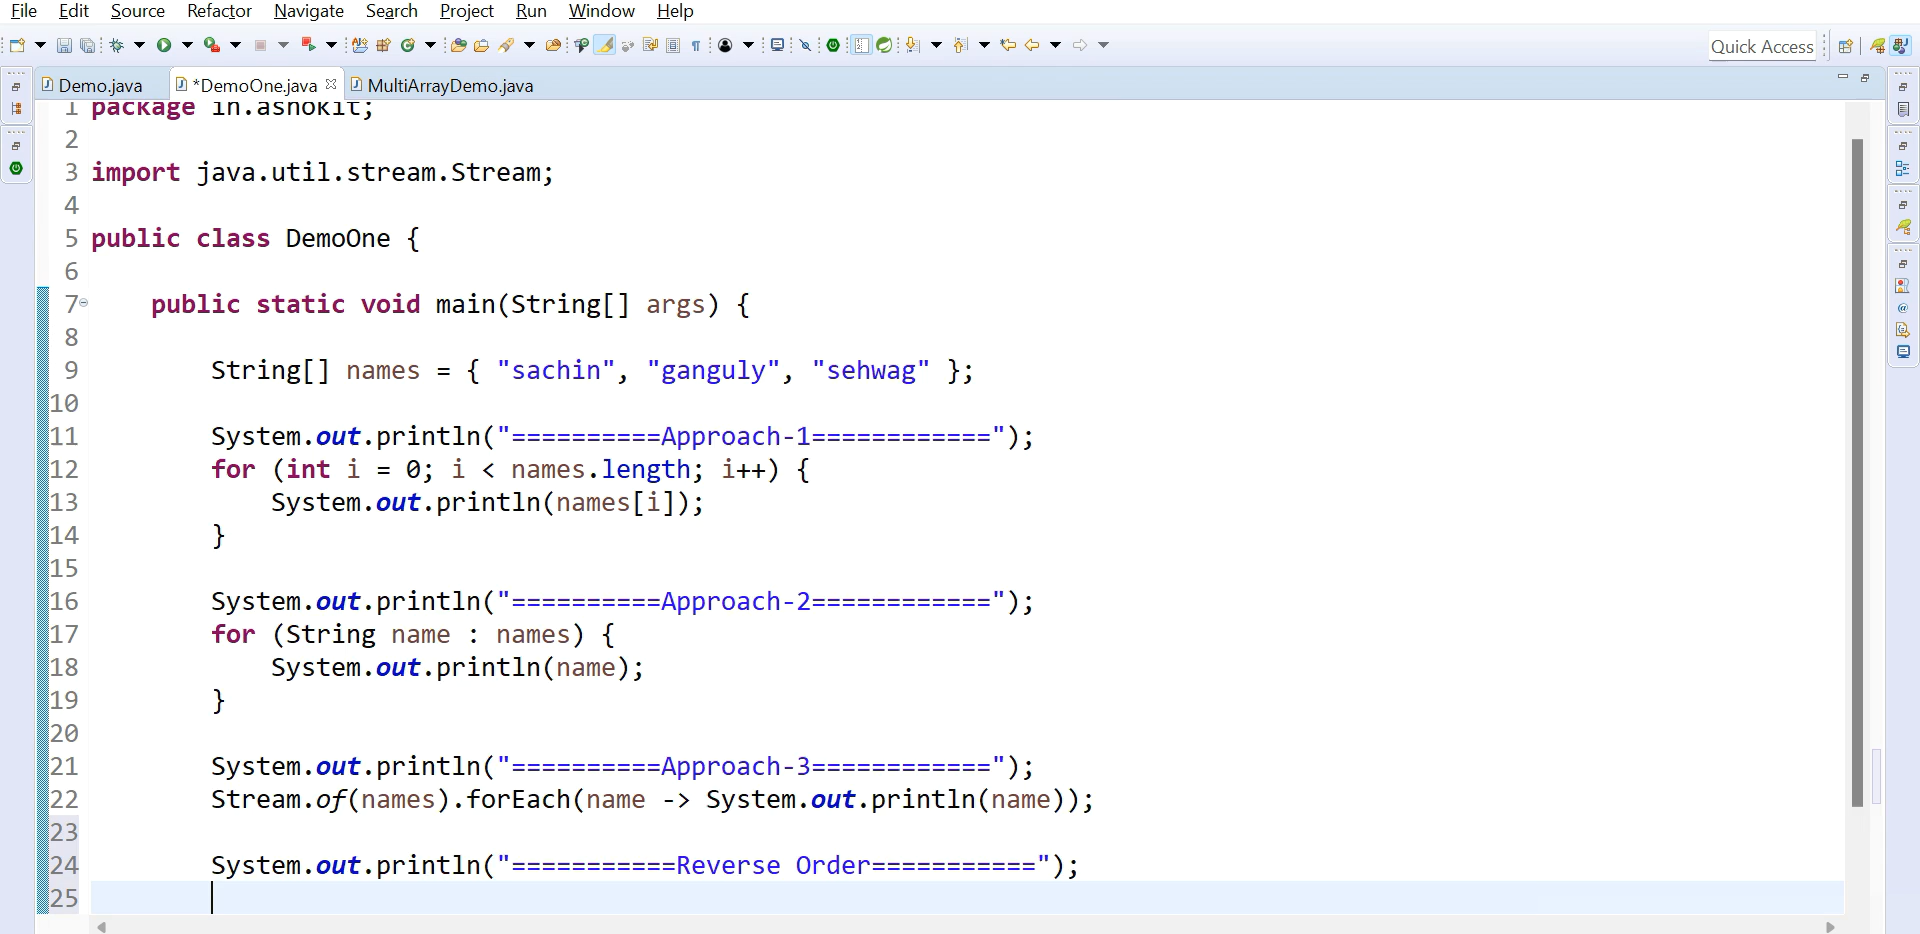 File Edit Source Refactor Navigate Search Project Run Window Help
Quick Access
Demo.java *DemoOne.java MultiArrayDemo.java
1 package in.ashokit;
2
3 import java.util.stream.Stream;
4
5 public class DemoOne {
6
7 public static void main(String[] args) {
8
9 String[] names = { "sachin", "ganguly", "sehwag" };
10
11 System.out.println("==========Approach-1============");
12 for (int i = 0; i < names.length; i++) {
13 System.out.println(names[i]);
14 }
15
16 System.out.println("==========Approach-2============");
17 for (String name : names) {
18 System.out.println(name);
19 }
20
21 System.out.println("==========Approach-3============");
22 Stream.of(names).forEach(name -> System.out.println(name));
23
24 System.out.println("===========Reverse Order===========");
25